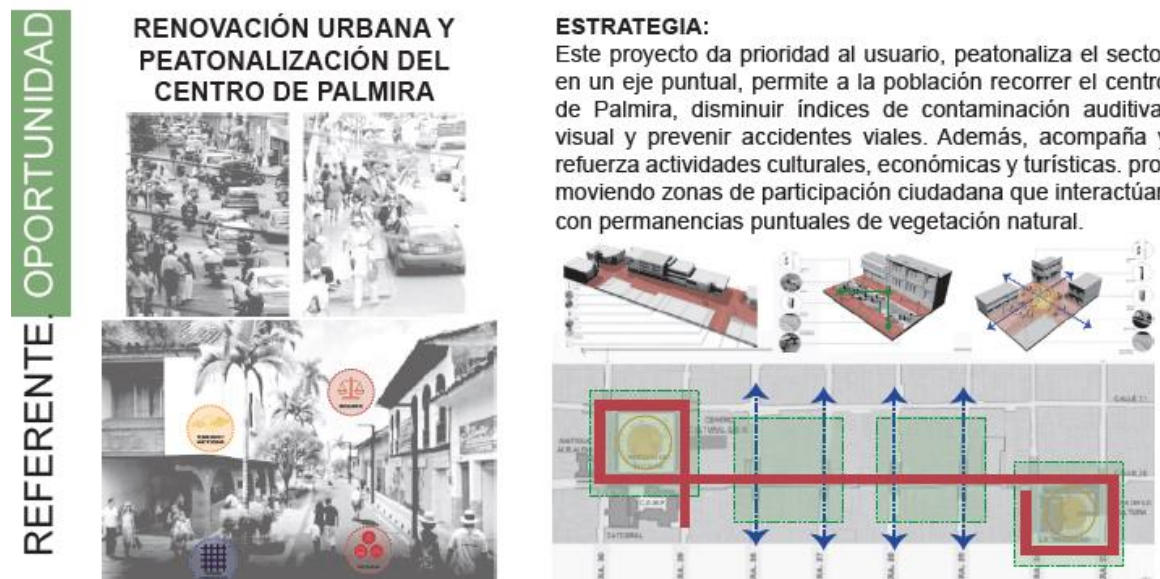 REFERENTE. OPORTUNIDAD
RENOVACIÓN URBANA Y
PEATONALIZACIÓN DEL
CENTRO DE PALMIRA
ESTRATEGIA:
Este proyecto da prioridad al usuario, peatonaliza el secto
en un eje puntual, permite a la población recorrer el centro
de Palmira, disminuir índices de contaminación auditiva
visual y prevenir accidentes viales. Además, acompaña y
refuerza actividades culturales, económicas y turísticas. pro
moviendo zonas de participación ciudadana que interactúan
con permanencias puntuales de vegetación natural.
CATEDRAL